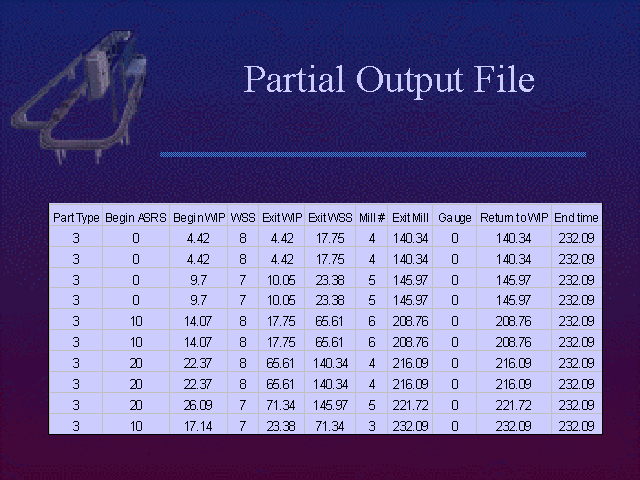 Partial Output File
Part Type Begin ASRS Begin WIP WSS Exit WIP Exit WSS Mill # Exit Mill Gauge Return to WIP End time
3 0 4.42 8 4.42 17.75 4 140.34 0 140.34 232.09
3 0 4.42 8 4.42 17.75 4 140.34 0 140.34 232.09
3 0 9.7 7 10.05 23.38 5 145.97 0 145.97 232.09
3 0 9.7 7 10.05 23.38 5 145.97 0 145.97 232.09
3 10 14.07 8 17.75 65.61 6 208.76 0 208.76 232.09
3 10 14.07 8 17.75 65.61 6 208.76 0 208.76 232.09
3 20 22.37 8 65.61 140.34 4 216.09 0 216.09 232.09
3 20 22.37 8 65.61 140.34 4 216.09 0 216.09 232.09
3 20 26.09 7 71.34 145.97 5 221.72 0 221.72 232.09
3 10 17.14 7 23.38 71.34 3 232.09 0 232.09 232.09